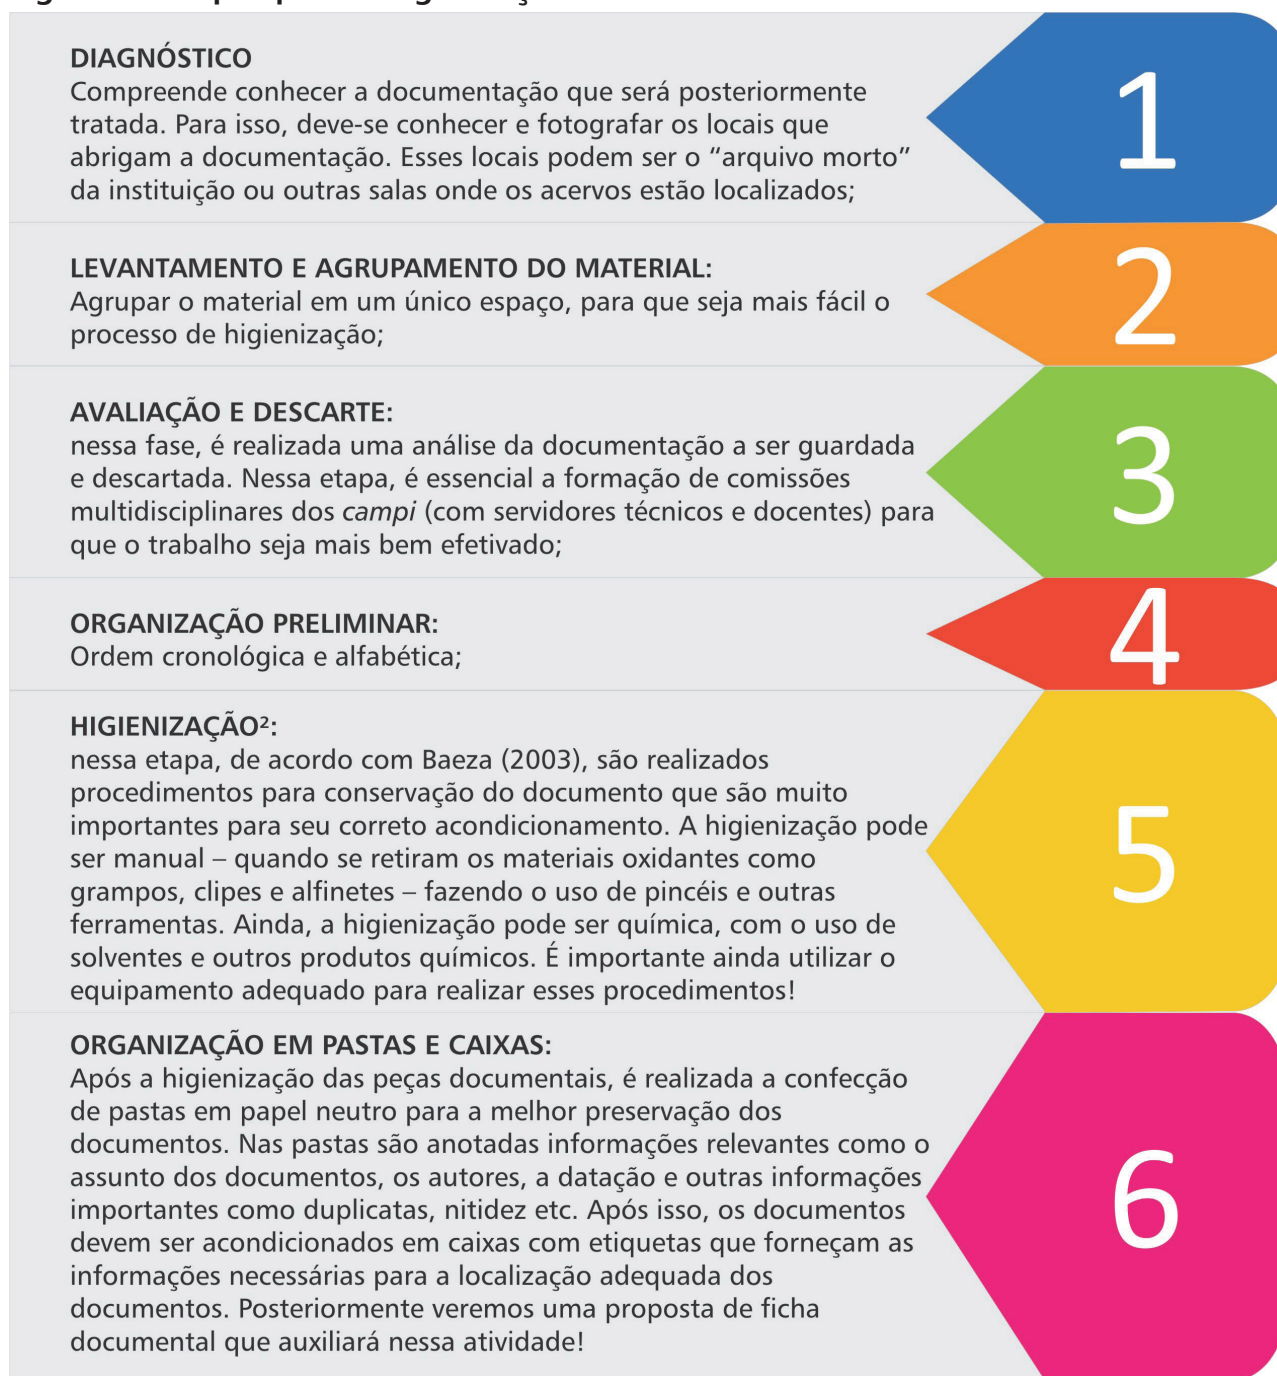 DIAGNÓSTICO
Compreende conhecer a documentação que será posteriormente
tratada. Para isso, deve-se conhecer e fotografar os locais que
abrigam a documentação. Esses locais podem ser o “arquivo morto”
da instituição ou outras salas onde os acervos estão localizados;
1
LEVANTAMENTO E AGRUPAMENTO DO MATERIAL:
Agrupar o material em um único espaço, para que seja mais fácil o
processo de higienização;
2
AVALIAÇÃO E DESCARTE:
nessa fase, é realizada uma análise da documentação a ser guardada
e descartada. Nessa etapa, é essencial a formação de comissões
multidisciplinares dos campi (com servidores técnicos e docentes) para
que o trabalho seja mais bem efetivado;
3
ORGANIZAÇÃO PRELIMINAR:
Ordem cronológica e alfabética;
4
HIGIENIZAÇÃO²:
nessa etapa, de acordo com Baeza (2003), são realizados
procedimentos para conservação do documento que são muito
importantes para seu correto acondicionamento. A higienização pode
ser manual – quando se retiram os materiais oxidantes como
grampos, clipes e alfinetes – fazendo o uso de pincéis e outras
ferramentas. Ainda, a higienização pode ser química, com o uso de
solventes e outros produtos químicos. É importante ainda utilizar o
equipamento adequado para realizar esses procedimentos!
5
ORGANIZAÇÃO EM PASTAS E CAIXAS:
Após a higienização das peças documentais, é realizada a confecção
de pastas em papel neutro para a melhor preservação dos
documentos. Nas pastas são anotadas informações relevantes como o
assunto dos documentos, os autores, a datação e outras informações
importantes como duplicatas, nitidez etc. Após isso, os documentos
devem ser acondicionados em caixas com etiquetas que forneçam as
informações necessárias para a localização adequada dos
documentos. Posteriormente veremos uma proposta de ficha
documental que auxiliará nessa atividade!
6